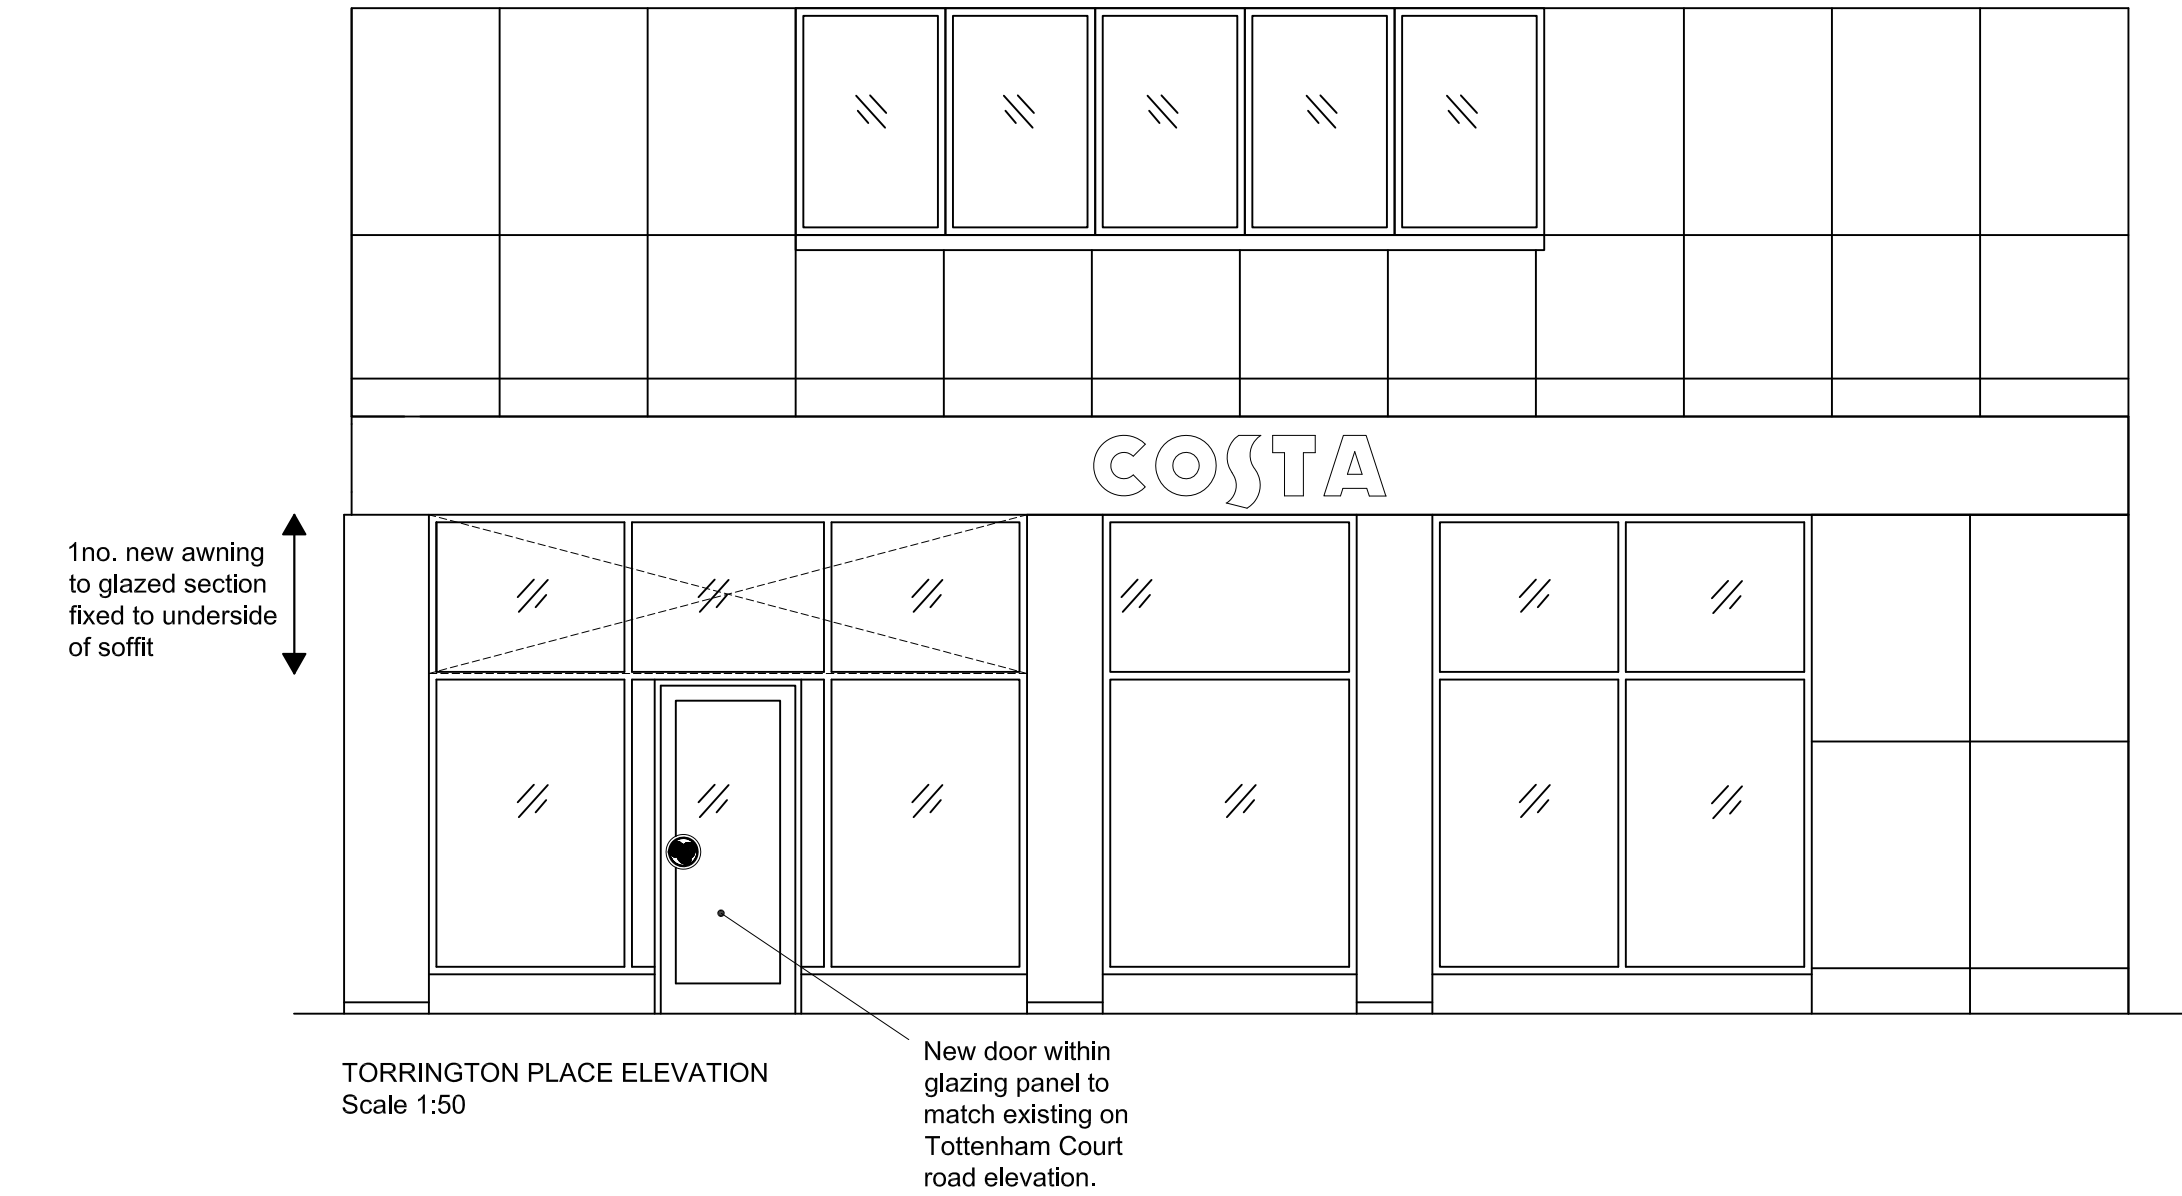 COSTA
1no. new awning
to glazed section
fixed to underside
of soffit
New door within
glazing panel to
match existing on
Tottenham Court
road elevation.
TORRINGTON PLACE ELEVATION
Scale 1:50